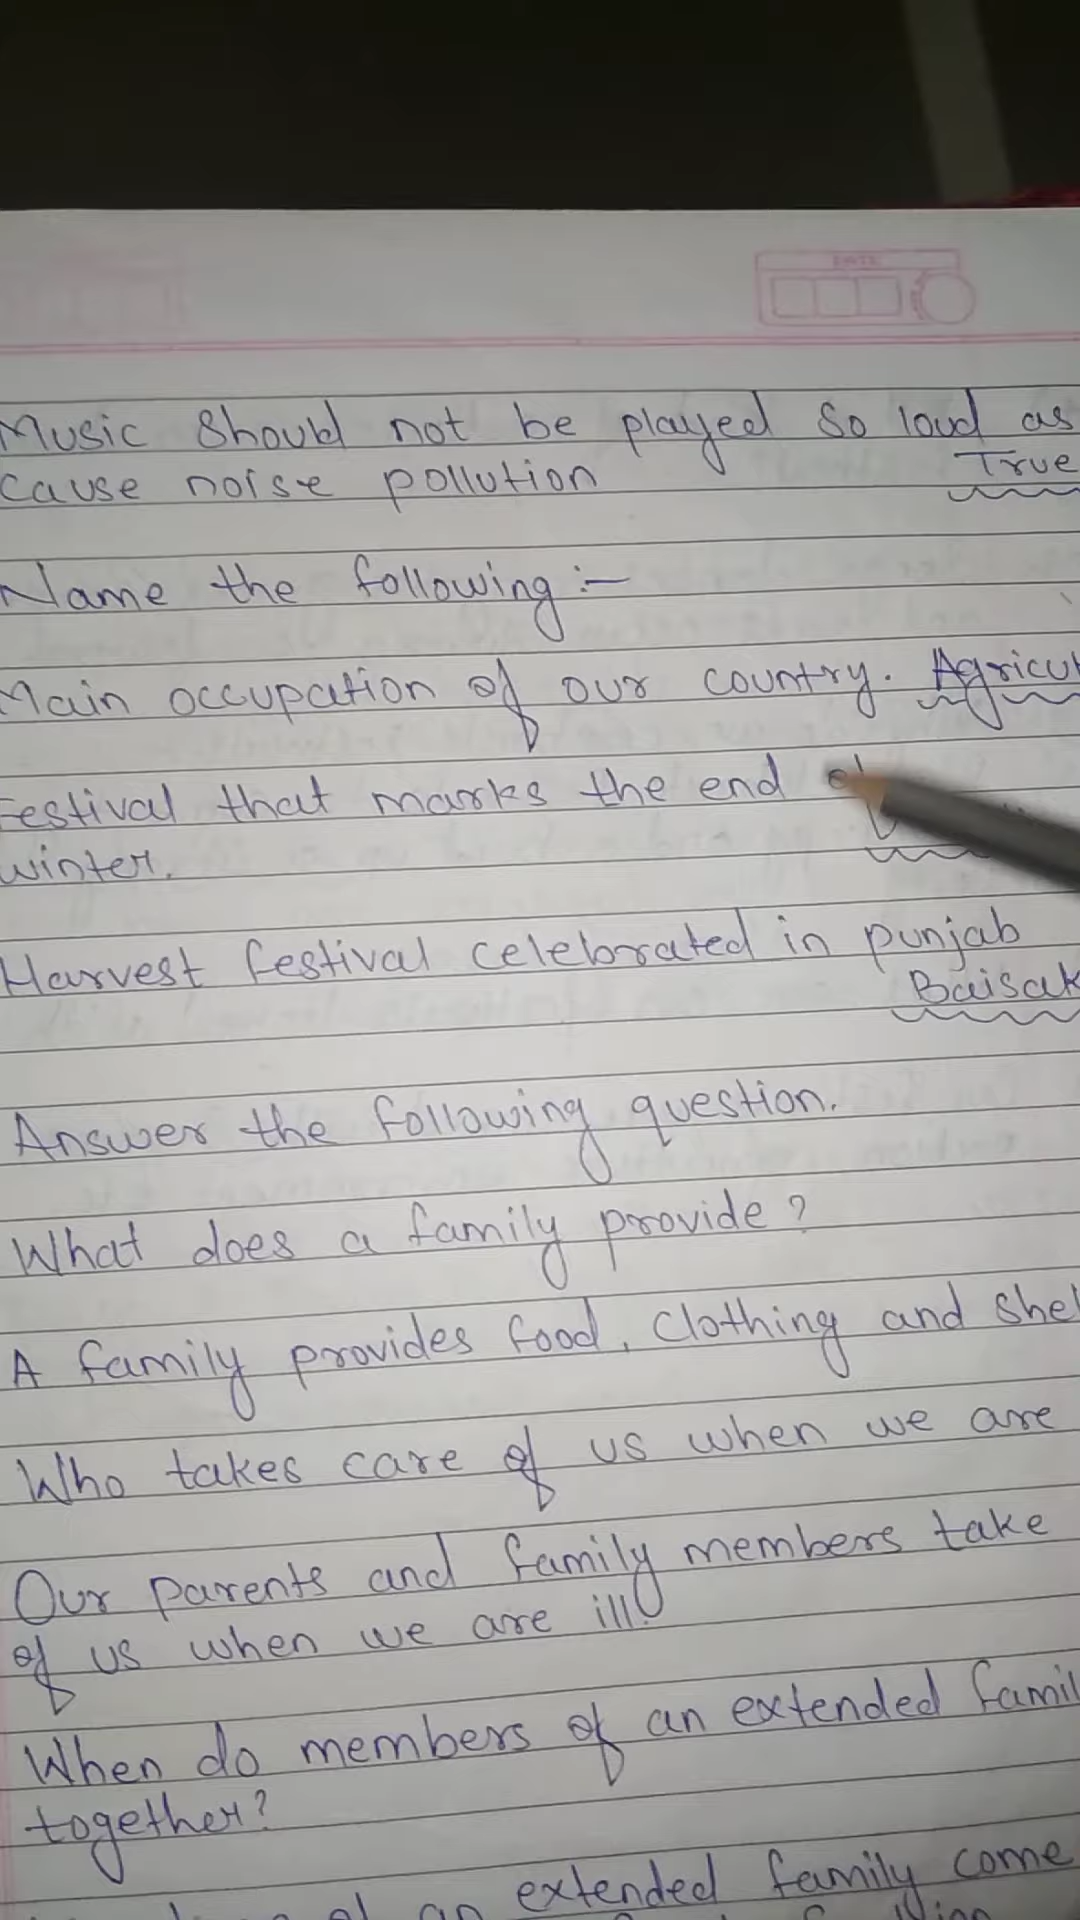 DATE
Music should not be played so loud as
cause noise pollution True
Name the following :-
Main occupation of our country. Agricul
Festival that marks the end
winter.
Harvest festival celebrated in punjab
Baisak
Answer the following question.
What does a family provide?
A family provides food, clothing and shel
Who takes care of us when we are
Our parents and family members take
of us when we are ill.
When do members of an extended famil
together?
an extended family come